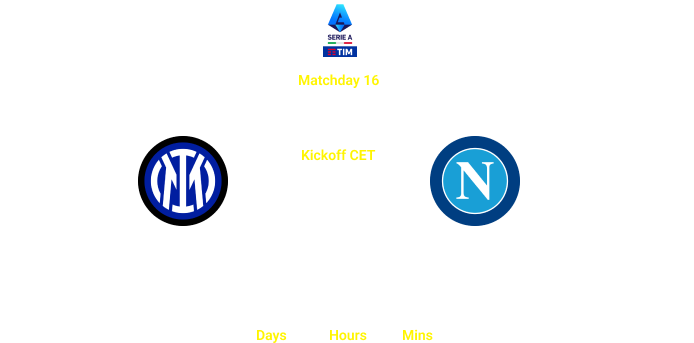 SERIE A
TIM
Matchday 16
Kickoff CET
N
Days Hours Mins